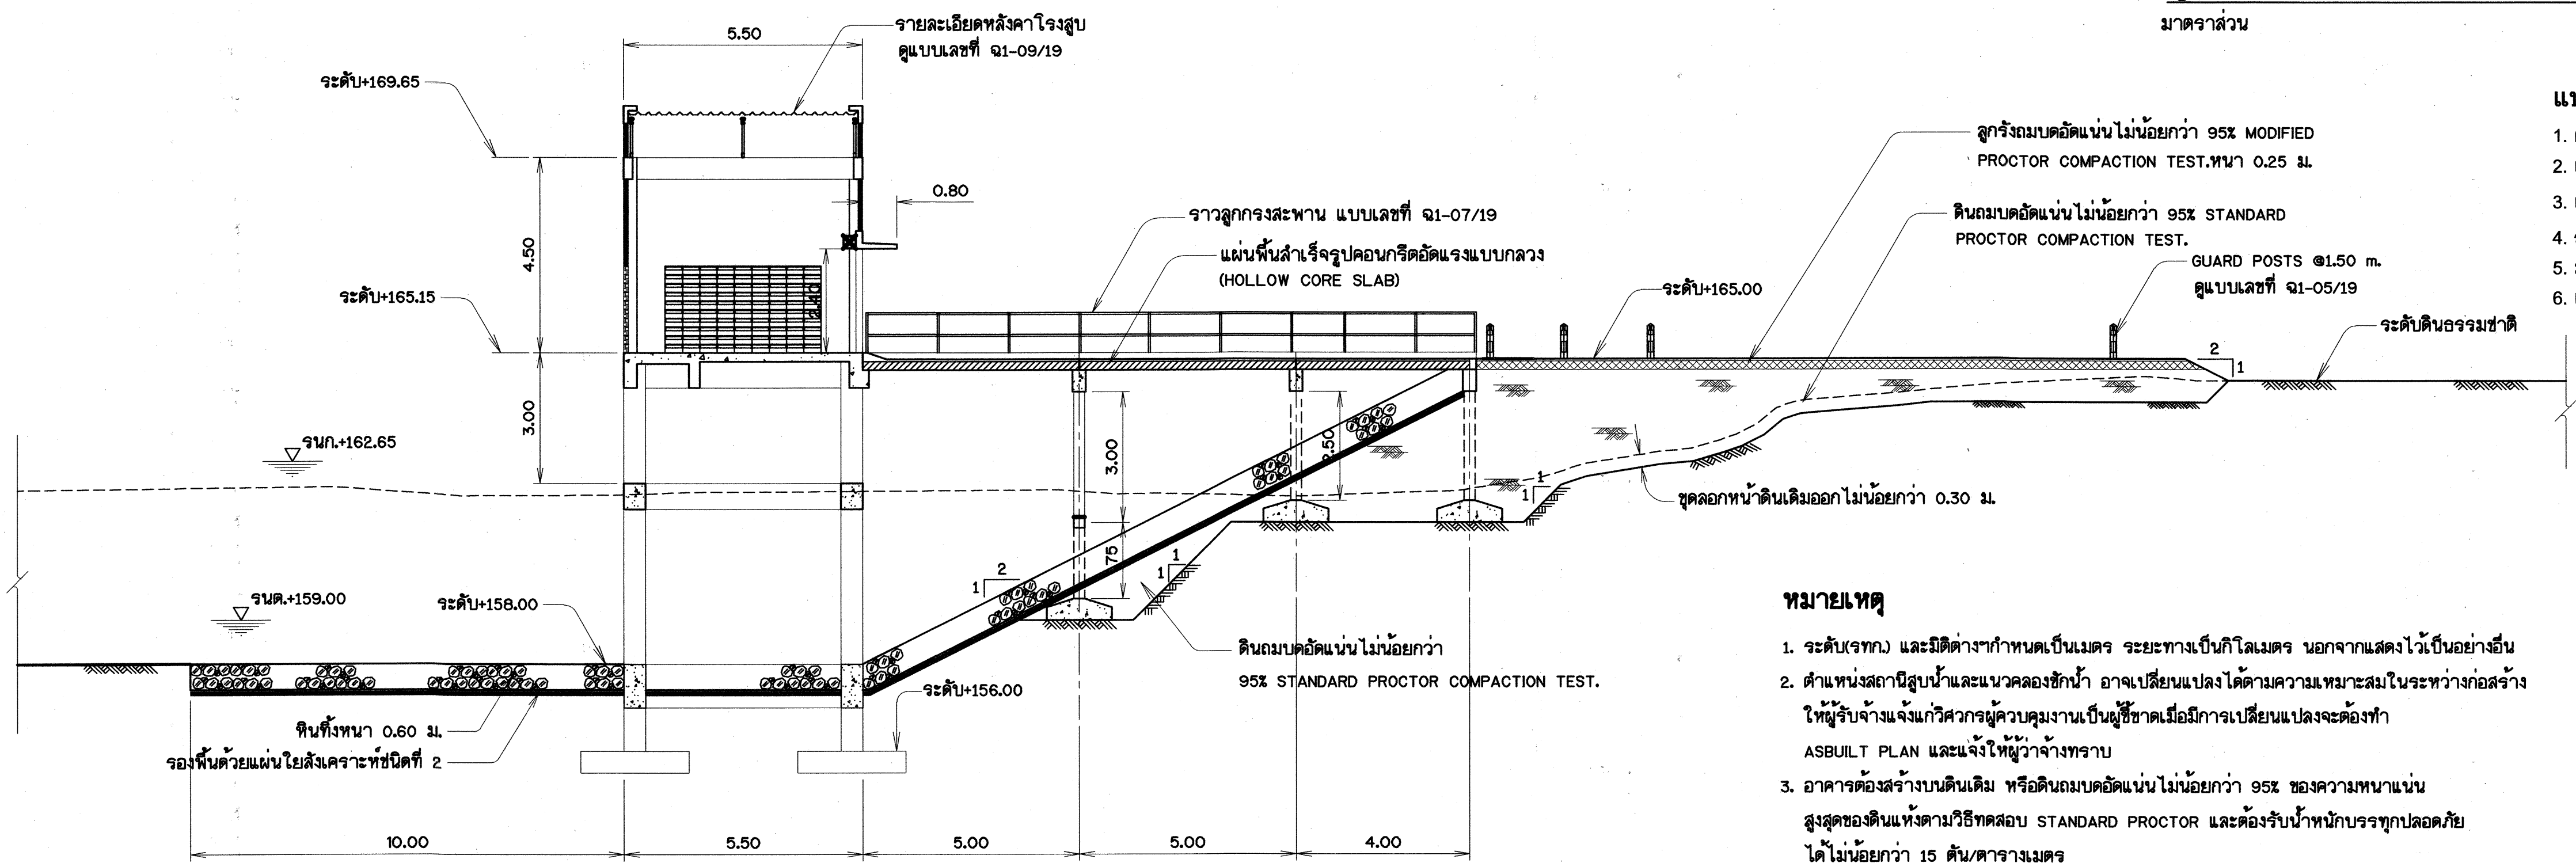 มาตราส่วน
5.50
รายละเอียดหลังคาโรงสูบ
ดูแบบเลขที่ ฉ1-09/19
ระดับ+169.65
0.80
4.50
2.40
ราวลูกกรงสะพาน แบบเลขที่ ฉ1-07/19
แผ่นพื้นสำเร็จรูปคอนกรีตอัดแรงแบบกลวง
(HOLLOW CORE SLAB)
ลูกรังถมบดอัดแน่นไม่น้อยกว่า 95% MODIFIED
PROCTOR COMPACTION TEST.หนา 0.25 ม.
ดินถมบดอัดแน่นไม่น้อยกว่า 95% STANDARD
PROCTOR COMPACTION TEST.
GUARD POSTS @1.50 m.
ดูแบบเลขที่ ฉ1-05/19
1.
2.
3.
4.
5.
6.
ระดับ+165.15
ระดับ+165.00
ระดับดินธรรมชาติ
2
1
3.00
3.00
2.50
รนก.+162.65
1
1
ขุดลอกหน้าดินเดิมออกไม่น้อยกว่า 0.30 ม.
75
1
1
2
1
รนต.+159.00
ระดับ+158.00
ดินถมบดอัดแน่นไม่น้อยกว่า
95% STANDARD PROCTOR COMPACTION TEST.
ระดับ+156.00
หินทิ้งหนา 0.60 ม.
รองพื้นด้วยแผ่นใยสังเคราะห์ชนิดที่ 2
10.00
5.50
5.00
5.00
4.00
หมายเหตุ
1. ระดับ(รทก.) และมิติต่างๆกำหนดเป็นเมตร ระยะทางเป็นกิโลเมตร นอกจากแสดงไว้เป็นอย่างอื่น
2. ตำแหน่งสถานีสูบน้ำและแนวคลองชักน้ำ อาจเปลี่ยนแปลงได้ตามความเหมาะสมในระหว่างก่อสร้าง
ให้ผู้รับจ้างแจ้งแก่วิศวกรผู้ควบคุมงานเป็นผู้ชี้ขาดเมื่อมีการเปลี่ยนแปลงจะต้องทำ
ASBUILT PLAN และแจ้งให้ผู้ว่าจ้างทราบ
3. อาคารต้องสร้างบนดินเดิม หรือดินถมบดอัดแน่นไม่น้อยกว่า 95% ของความหนาแน่น
สูงสุดของดินแห้งตามวิธีทดสอบ STANDARD PROCTOR และต้องรับน้ำหนักบรรทุกปลอดภัย
ได้ไม่น้อยกว่า 15 ตัน/ตารางเมตร